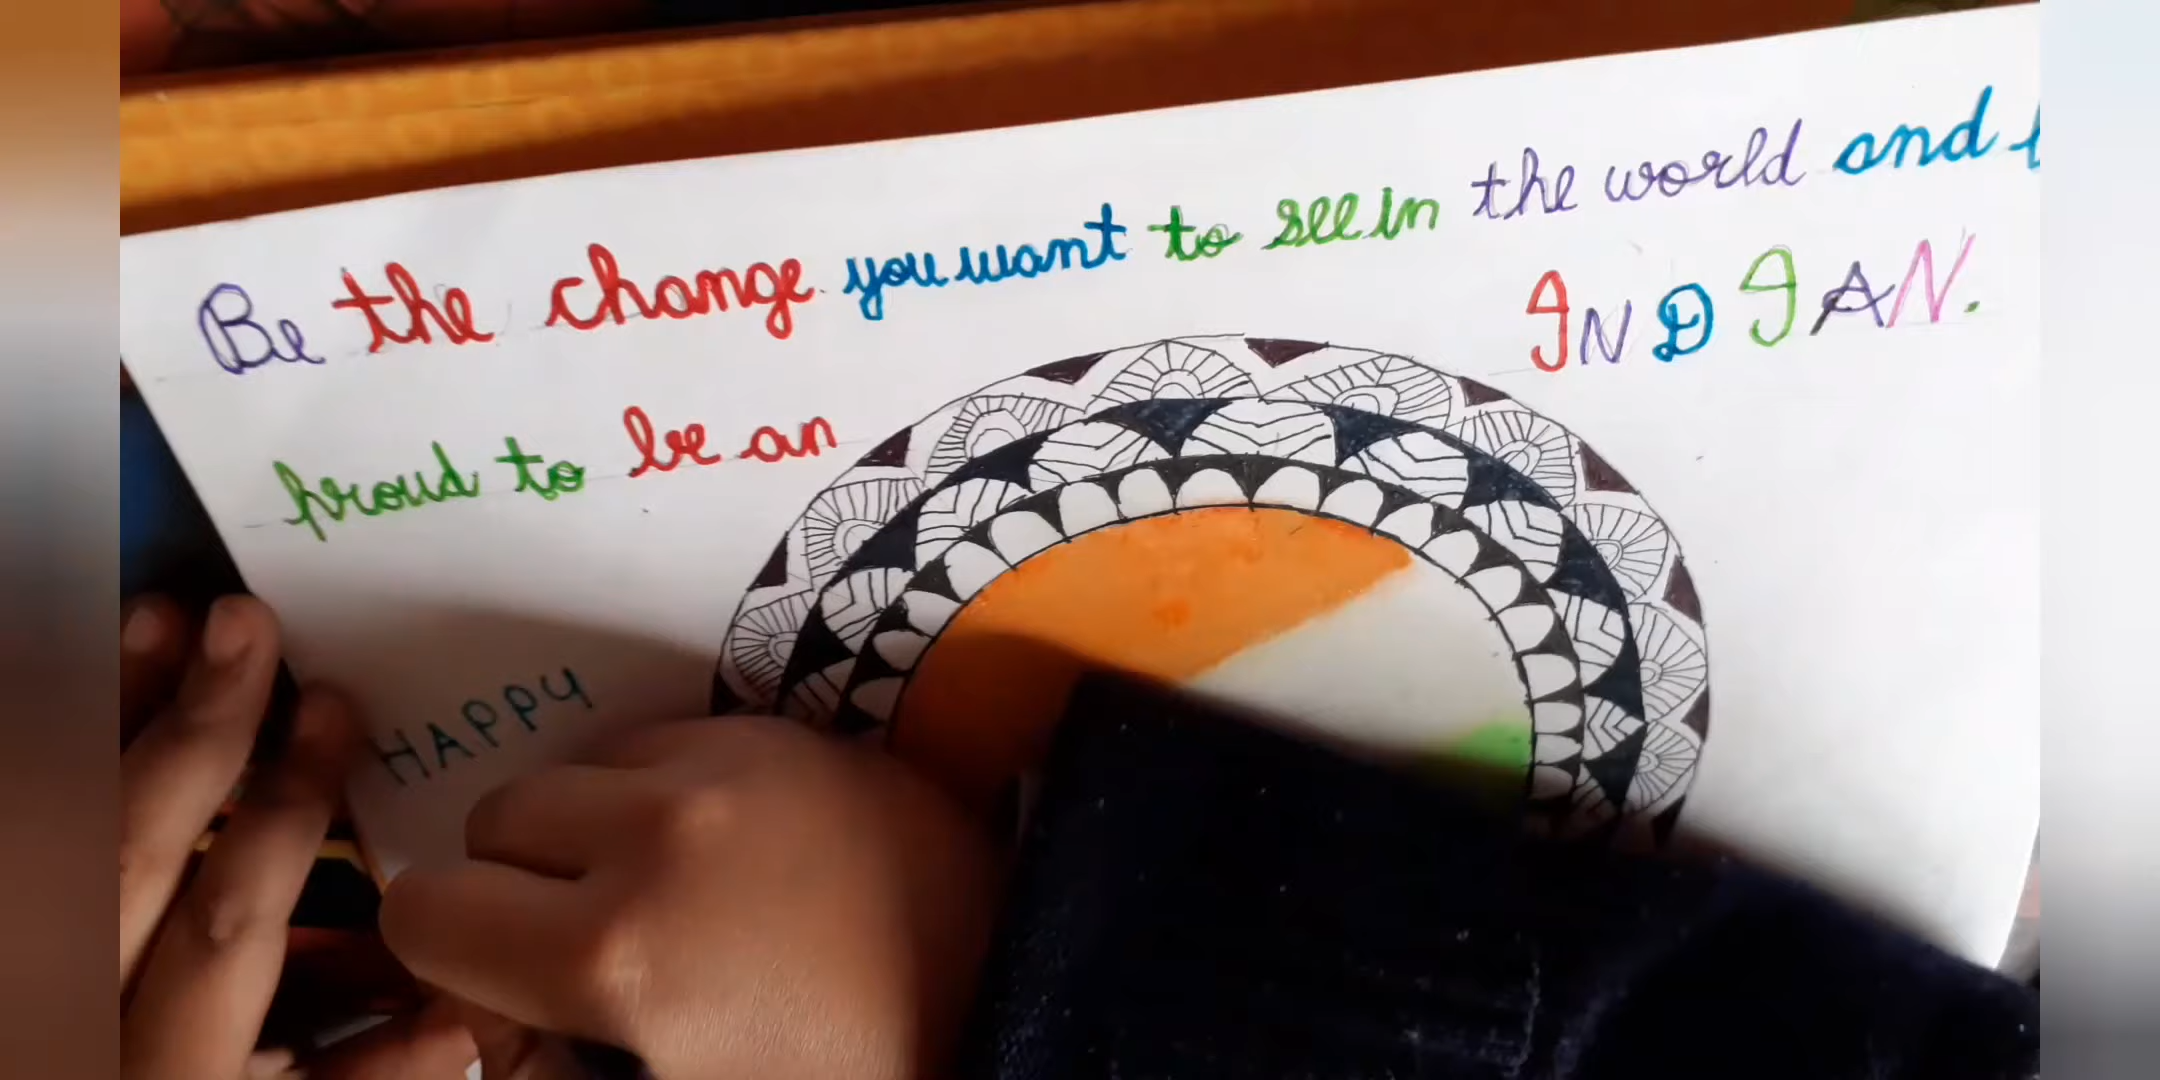 Be the change you want to see in the world and
proud to be an INDIAN.
HAPPY